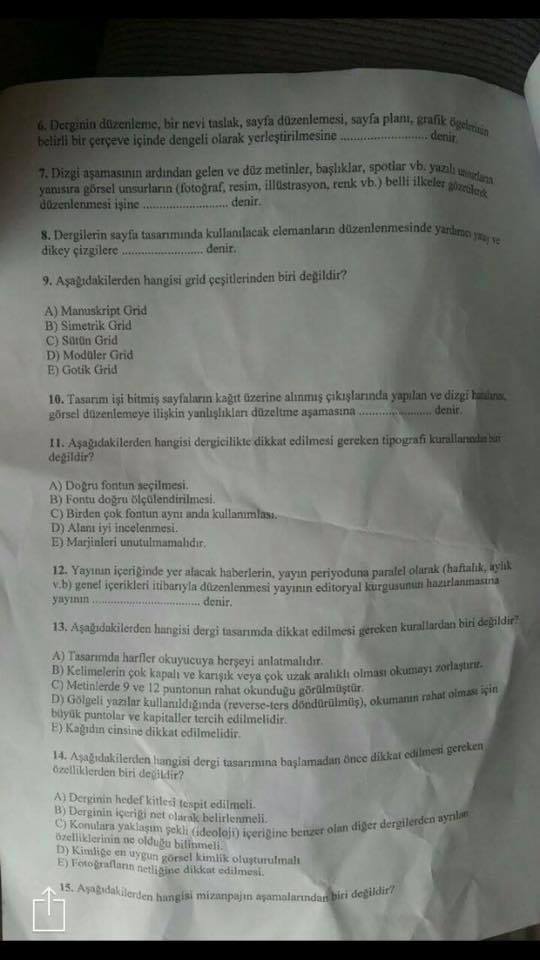 6. Derginin düzenleme, bir nevi taslak, sayfa düzenlemesi, sayfa planı, grafik ögelerinin
belirli bir çerçeve içinde dengeli olarak yerleştirilmesine .......................... denir.
7. Dizgi aşamasının ardından gelen ve düz metinler, başlıklar, spotlar vb. yazılı unsurların
yanısıra görsel unsurların (fotoğraf, resim, illüstrasyon, renk vb.) belli ilkeler gözetilerek
düzenlenmesi işine ......................... denir.
8. Dergilerin sayfa tasarımında kullanılacak elemanların düzenlenmesinde yardımcı yatay ve
dikey çizgilere ........................ denir.
9. Aşağıdakilerden hangisi grid çeşitlerinden biri değildir?
A) Manuskript Grid
B) Simetrik Grid
C) Sütün Grid
D) Modüler Grid
E) Gotik Grid
10. Tasarım işi bitmiş sayfaların kağıt üzerine alınmış çıkışlarında yapılan ve dizgi hatalarını,
görsel düzenlemeye ilişkin yanlışlıkları düzeltme aşamasına ...................... denir.
11. Aşağıdakilerden hangisi dergicilikte dikkat edilmesi gereken tipografi kurallarından biri
değildir?
A) Doğru fontun seçilmesi.
B) Fontu doğru ölçülendirilmesi.
C) Birden çok fontun aynı anda kullanımlası.
D) Alanı iyi incelenmesi.
E) Marjinleri unutulmamalıdır.
12. Yayının içeriğinde yer alacak haberlerin, yayın periyoduna paralel olarak (haftalık, aylık
v.b) genel içerikleri itibarıyla düzenlenmesi yayının editoryal kurgusunun hazırlanmasına
yayının ................................ denir.
13. Aşağıdakilerden hangisi dergi tasarımda dikkat edilmesi gereken kurallardan biri değildir?
A) Tasarımda harfler okuyucuya herşeyi anlatmalıdır.
B) Kelimelerin çok kapalı ve karışık veya çok uzak aralıklı olması okumayı zorlaştırır.
C) Metinlerde 9 ve 12 puntonun rahat okunduğu görülmüştür.
D) Gölgeli yazılar kullanıldığında (reverse-ters döndürülmüş), okumanın rahat olması için
büyük puntolar ve kapitaller tercih edilmelidir.
E) Kağıdın cinsine dikkat edilmelidir.
14. Aşağıdakilerden hangisi dergi tasarımına başlamadan önce dikkat edilmesi gereken
özelliklerden biri değildir?
A) Derginin hedef kitlesi tespit edilmeli.
B) Derginin içeriği net olarak belirlenmeli.
C) Konulara yaklaşım şekli (ideoloji) içeriğine benzer olan diğer dergilerden ayrılan
özelliklerinin ne olduğu bilinmeli.
D) Kimliğe en uygun görsel kimlik oluşturulmalı
E) Fotoğrafların netliğine dikkat edilmesi.
15. Aşağıdakilerden hangisi mizanpajın aşamalarından biri değildir?